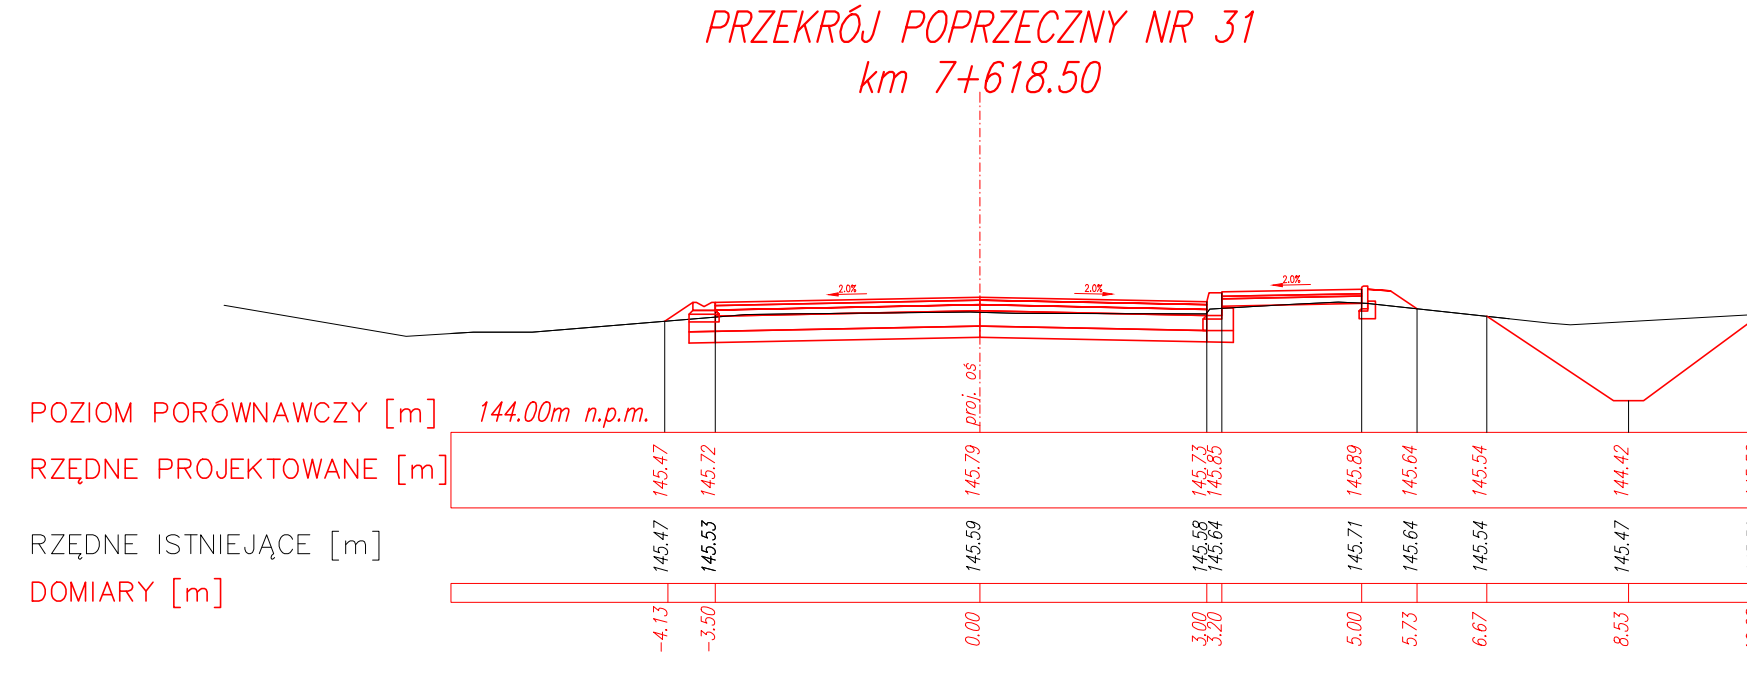 PRZEKRÓJ POPRZECZNY NR 31
km 7+618.50
2.0% 2.0% 2.0%
proj. oś
POZIOM PORÓWNAWCZY [m] 144.00m n.p.m.
RZĘDNE PROJEKTOWANE [m] 145.47 145.72 145.79 145.73 145.85 145.89 145.64 145.54 144.42
RZĘDNE ISTNIEJĄCE [m] 145.47 145.53 145.59 145.58 145.64 145.71 145.64 145.54 145.47
DOMIARY [m] -4.13 -3.50 0.00 3.00 3.20 5.00 5.73 6.67 8.53